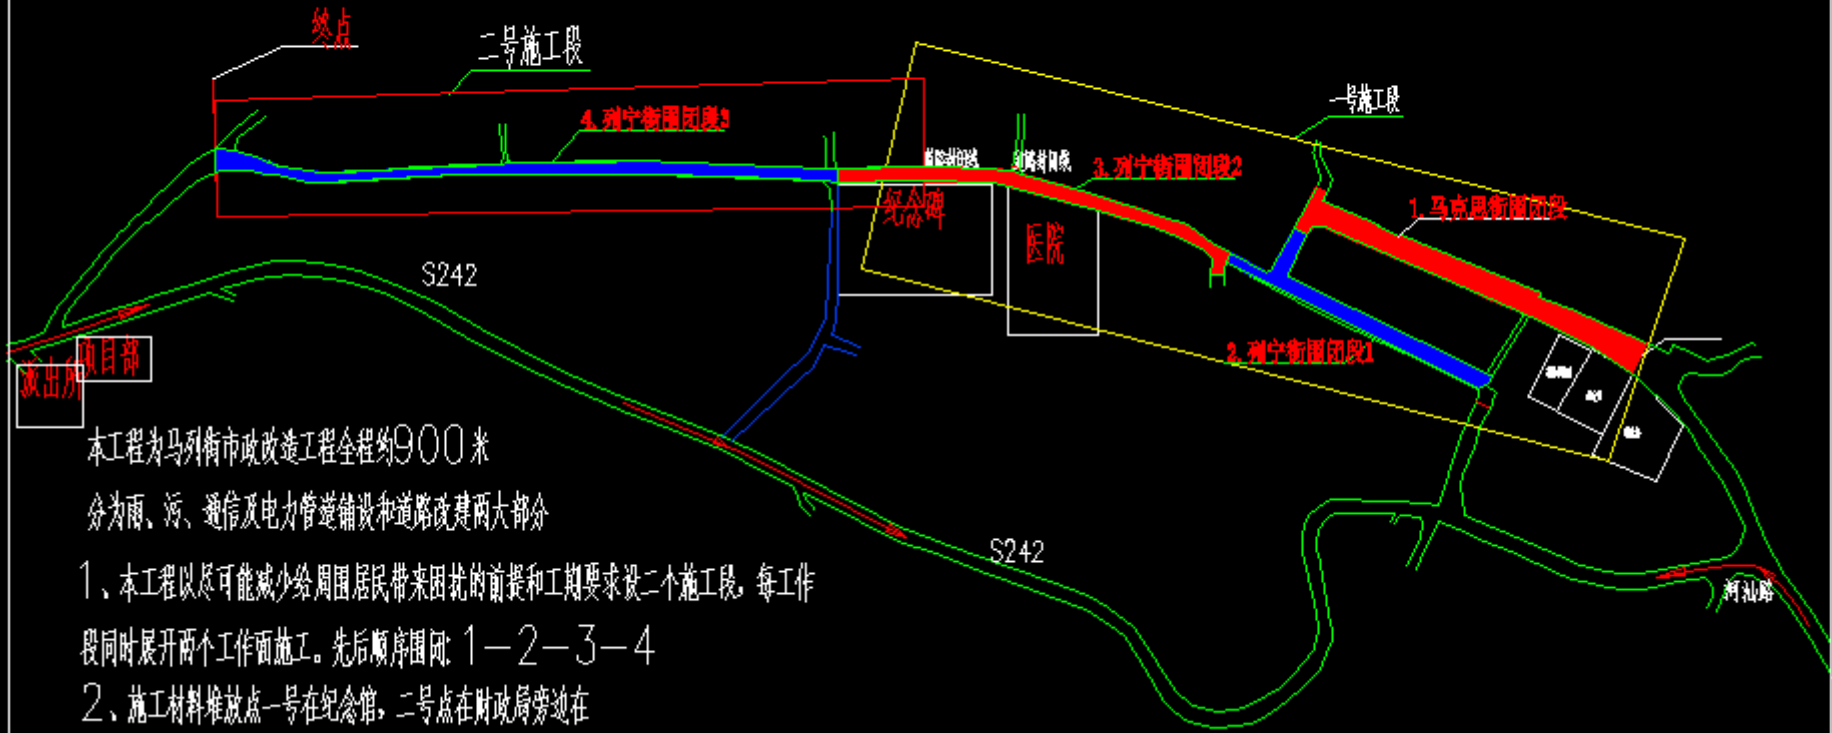 终点
二号施工段
一号施工段
4.列宁街围闭段3
3.列宁街围闭段2
1.马克思街围闭段
纪念碑
医院
S242
2.列宁街围闭段1
项目部
派出所
本工程为马列街市政改造工程全程约900米
分为雨、污、通信及电力管道铺设和道路改建两大部分
S242
1、本工程以尽可能减少给周围居民带来困扰的前提和工期要求设二个施工段，每工作
河汕路
段同时展开两个工作面施工。先后顺序围闭：1-2-3-4
2、施工材料堆放点一号在纪念馆，二号点在财政局旁边在